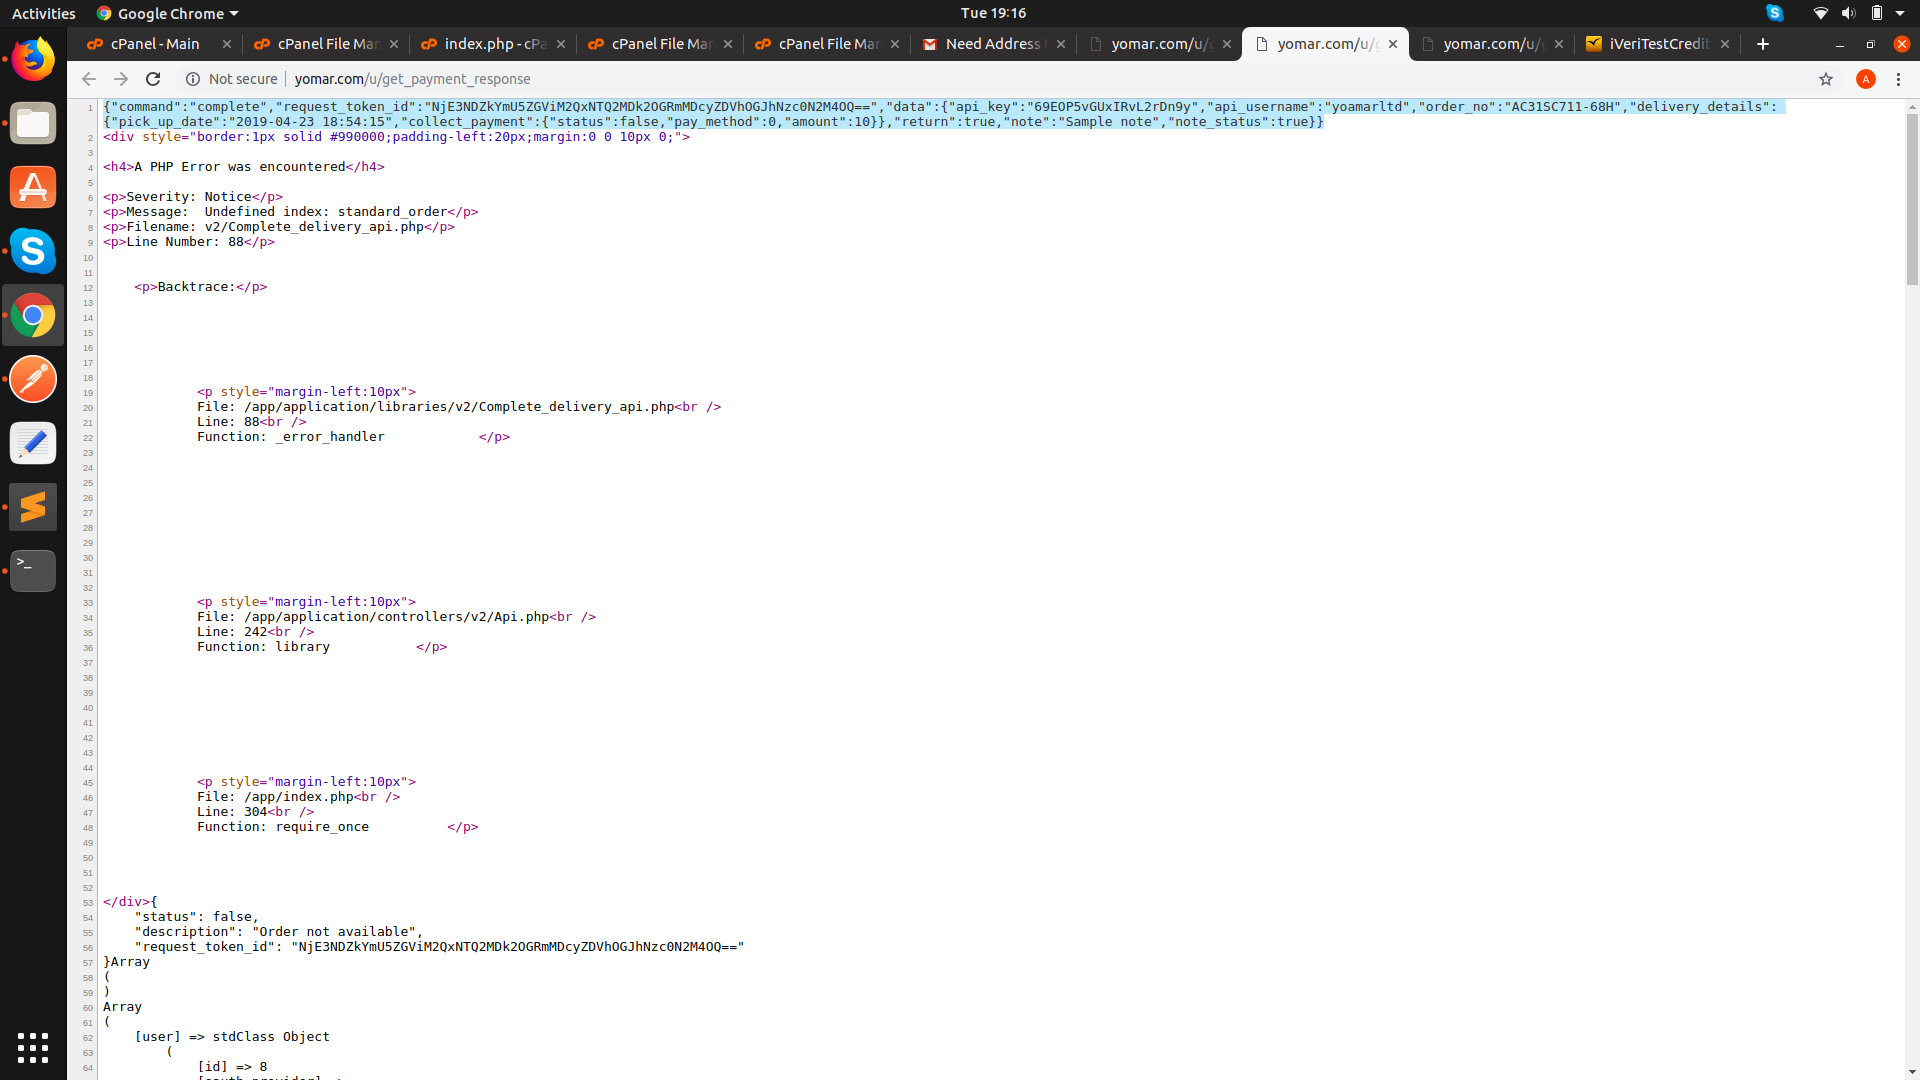 Activities
Google Chrome
Tue 19:16
cPanel - Main
cPanel File Man
index.php - cPa
cPanel File Man
cPanel File Man
Need Address
yomar.com/u/g
yomar.com/u/g
yomar.com/u/g
iVeriTestCredit
Not secure
yomar.com/u/get_payment_response
A
1 {"command":"complete","request_token_id":"NjE3NDZkYmU5ZGViM2QxNTQ2MDk2OGRmMDcyZDVhOGJhNzc0N2M4OQ==","data":{"api_key":"69EOP5vGUxIRvL2rDn9y","api_username":"yoamarltd","order_no":"AC31SC711-68H","delivery_details":
{"pick_up_date":"2019-04-23 18:54:15","collect_payment":{"status":false,"pay_method":0,"amount":10}},"return":true,"note":"Sample note","note_status":true}}
2 <div style="border:1px solid #990000;padding-left:20px;margin:0 0 10px 0;">
3
4 <h4>A PHP Error was encountered</h4>
5
6 <p>Severity: Notice</p>
7 <p>Message:  Undefined index: standard_order</p>
8 <p>Filename: v2/Complete_delivery_api.php</p>
9 <p>Line Number: 88</p>
10
11
12 <p>Backtrace:</p>
13
14
15
16
17
18
19 <p style="margin-left:10px">
20 File: /app/application/libraries/v2/Complete_delivery_api.php<br />
21 Line: 88<br />
22 Function: _error_handler </p>
23
24
25
26
27
28
29
30
31
32
33 <p style="margin-left:10px">
34 File: /app/application/controllers/v2/Api.php<br />
35 Line: 242<br />
36 Function: library </p>
37
38
39
40
41
42
43
44
45 <p style="margin-left:10px">
46 File: /app/index.php<br />
47 Line: 304<br />
48 Function: require_once </p>
49
50
51
52
53 </div>{
54 "status": false,
55 "description": "Order not available",
56 "request_token_id": "NjE3NDZkYmU5ZGViM2QxNTQ2MDk2OGRmMDcyZDVhOGJhNzc0N2M4OQ=="
57 }Array
58 (
59 )
60 Array
61 (
62 [user] => stdClass Object
63 (
64 [id] => 8